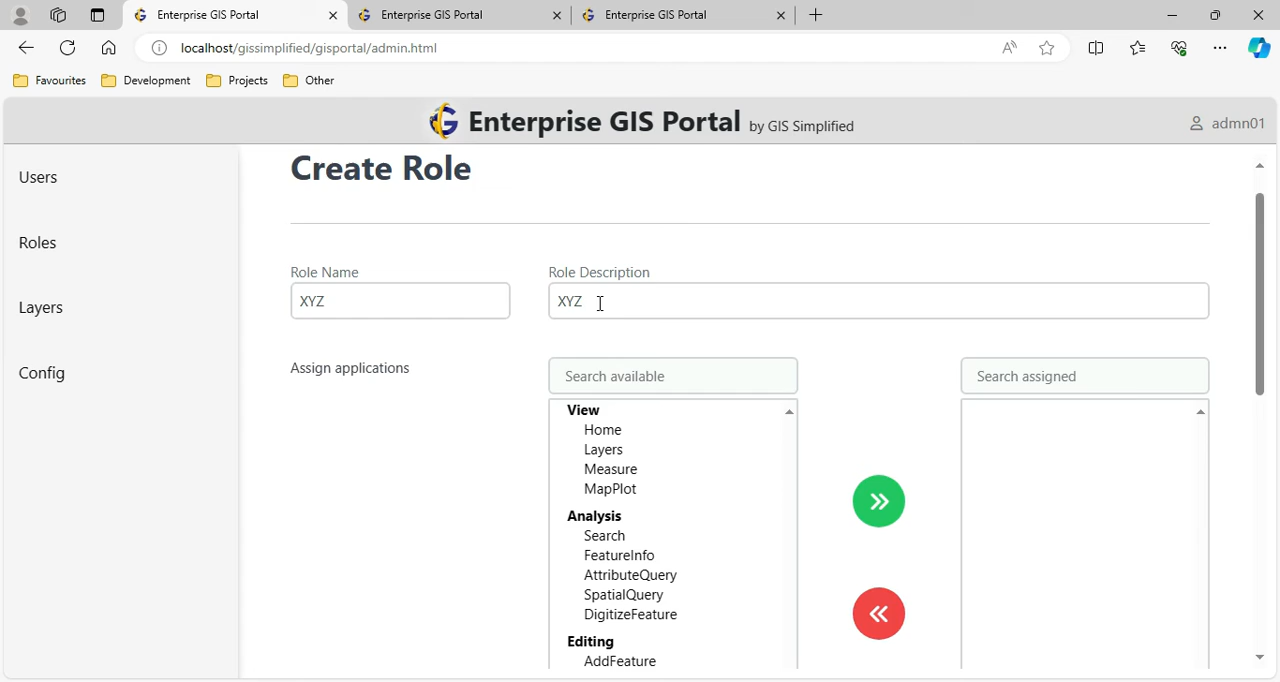 Enterprise GIS Portal Enterprise GIS Portal Enterprise GIS Portal
localhost/gissimplified/gisportal/admin.html
Favourites Development Projects Other
Enterprise GIS Portal by GIS Simplified admn01
Users
Roles
Layers
Config
Create Role
Role Name Role Description
XYZ XYZ
Assign applications Search available Search assigned
View
Home
Layers
Measure
MapPlot
Analysis
Search
FeatureInfo
AttributeQuery
SpatialQuery
DigitizeFeature
Editing
AddFeature